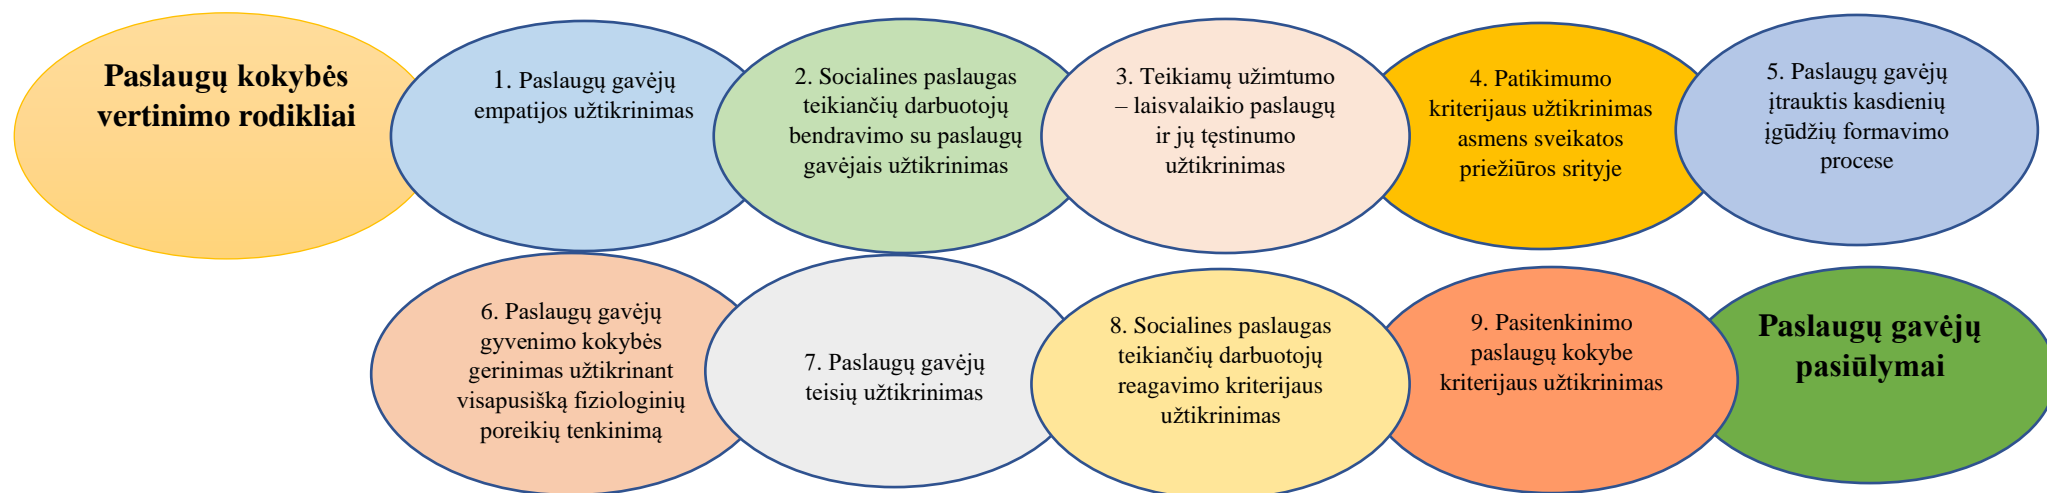 Paslaugų kokybės
vertinimo rodikliai
1. Paslaugų gavėjų
empatijos užtikrinimas
2. Socialines paslaugas
teikiančių darbuotojų
bendravimo su paslaugų
gavėjais užtikrinimas
3. Teikiamų užimtumo
– laisvalaikio paslaugų
ir jų tęstinumo
užtikrinimas
4. Patikimumo
kriterijaus užtikrinimas
asmens sveikatos
priežiūros srityje
5. Paslaugų gavėjų
įtrauktis kasdienių
įgūdžių formavimo
procese
6. Paslaugų gavėjų
gyvenimo kokybės
gerinimas užtikrinant
visapusišką fiziologinių
poreikių tenkinimą
7. Paslaugų gavėjų
teisių užtikrinimas
8. Socialines paslaugas
teikiančių darbuotojų
reagavimo kriterijaus
užtikrinimas
9. Pasitenkinimo
paslaugų kokybe
kriterijaus užtikrinimas
Paslaugų gavėjų
pasiūlymai